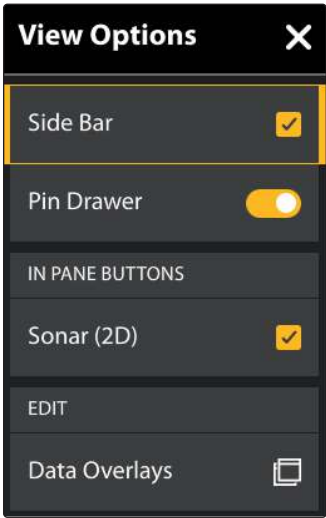 View Options
Side Bar
Pin Drawer
IN PANE BUTTONS
Sonar (2D)
EDIT
Data Overlays